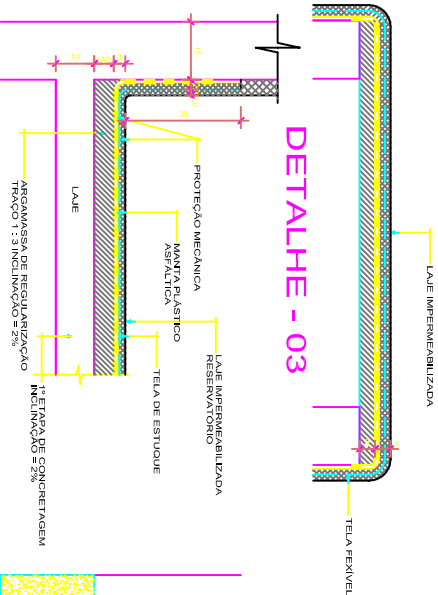 LAJE IMPERMEABILIZADA
TELA FEXÍVEL
DETALHE - 03
LAJE IMPERMEABILIZADA
RESERVATÓRIO
PROTEÇÃO MECÂNICA
MANTA PLÁSTICO
ASFÁLTICA
TELA DE ESTUQUE
LAJE
1ª ETAPA DE CONCRETAGEM
INCLINAÇÃO = 2%
ARGAMASSA DE REGULARIZAÇÃO
TRAÇO 1 : 3 INCLINAÇÃO = 2%